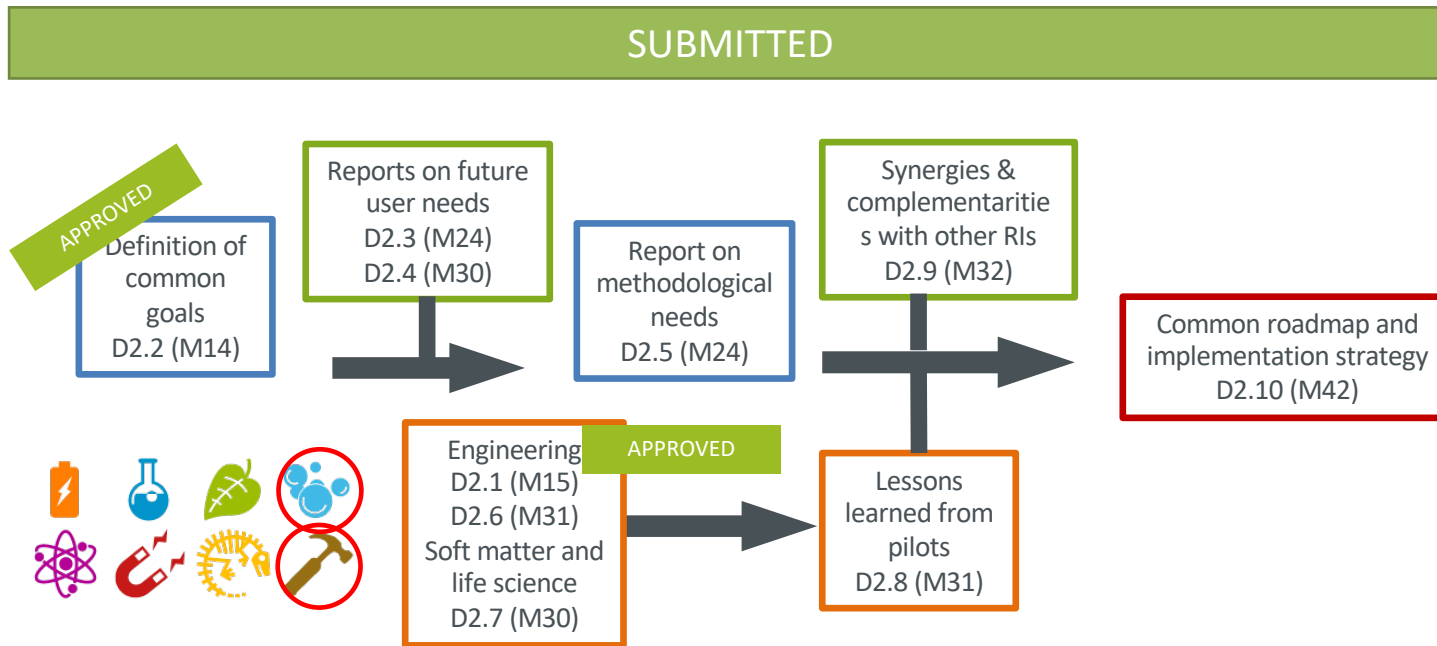 SUBMITTED
APPROVED
Definition of
common
goals
D2.2 (M14)
Reports on future
user needs
D2.3 (M24)
D2.4 (M30)
Report on
methodological
needs
D2.5 (M24)
Synergies &
complementaritie
s with other RIs
D2.9 (M32)
Common roadmap and
implementation strategy
D2.10 (M42)
Engineering
D2.1 (M15)
D2.6 (M31)
Soft matter and
life science
D2.7 (M30)
APPROVED
Lessons
learned from
pilots
D2.8 (M31)